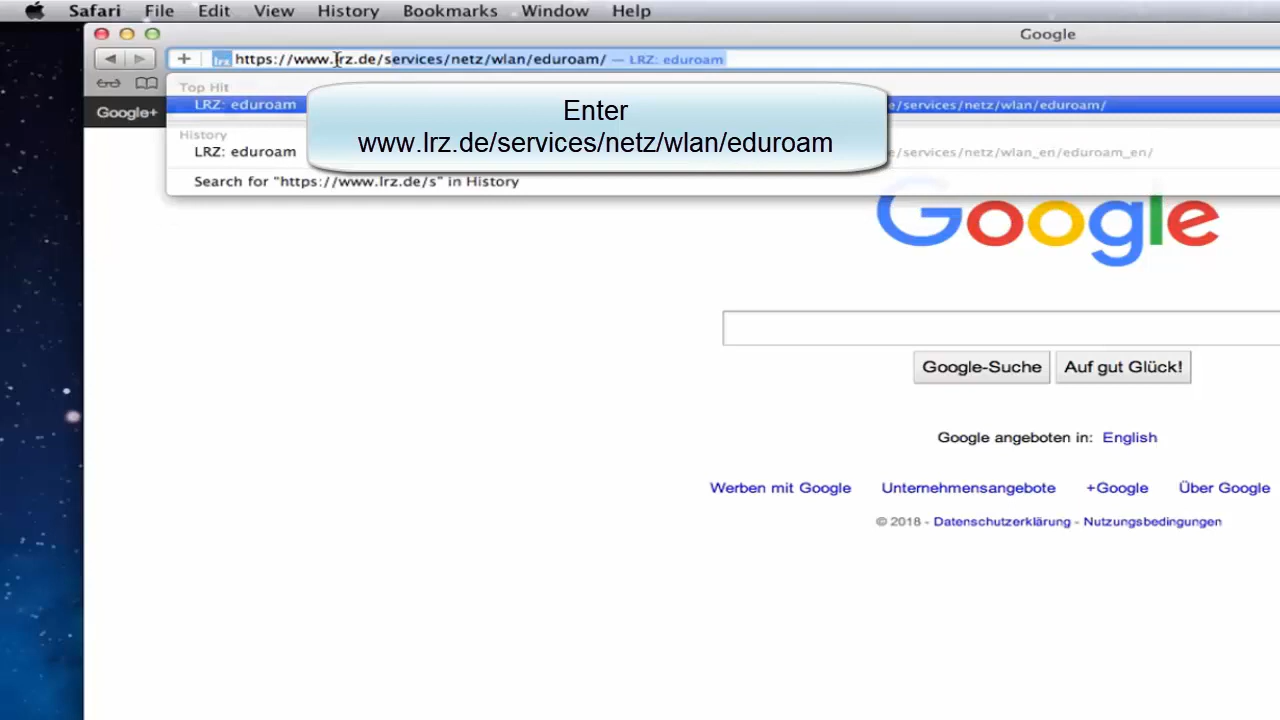 Safari File Edit View History Bookmarks Window Help
Google
+ lrz https://www.lrz.de/services/netz/wlan/eduroam/ — LRZ: eduroam
Top Hit
Google+
LRZ: eduroam e/services/netz/wlan/eduroam/
Enter
www.lrz.de/services/netz/wlan/eduroam
History
LRZ: eduroam e/services/netz/wlan_en/eduroam_en/
Search for "https://www.lrz.de/s" in History
Google
Google-Suche Auf gut Glück!
Google angeboten in: English
Werben mit Google Unternehmensangebote +Google Über Google
© 2018 - Datenschutzerklärung - Nutzungsbedingungen